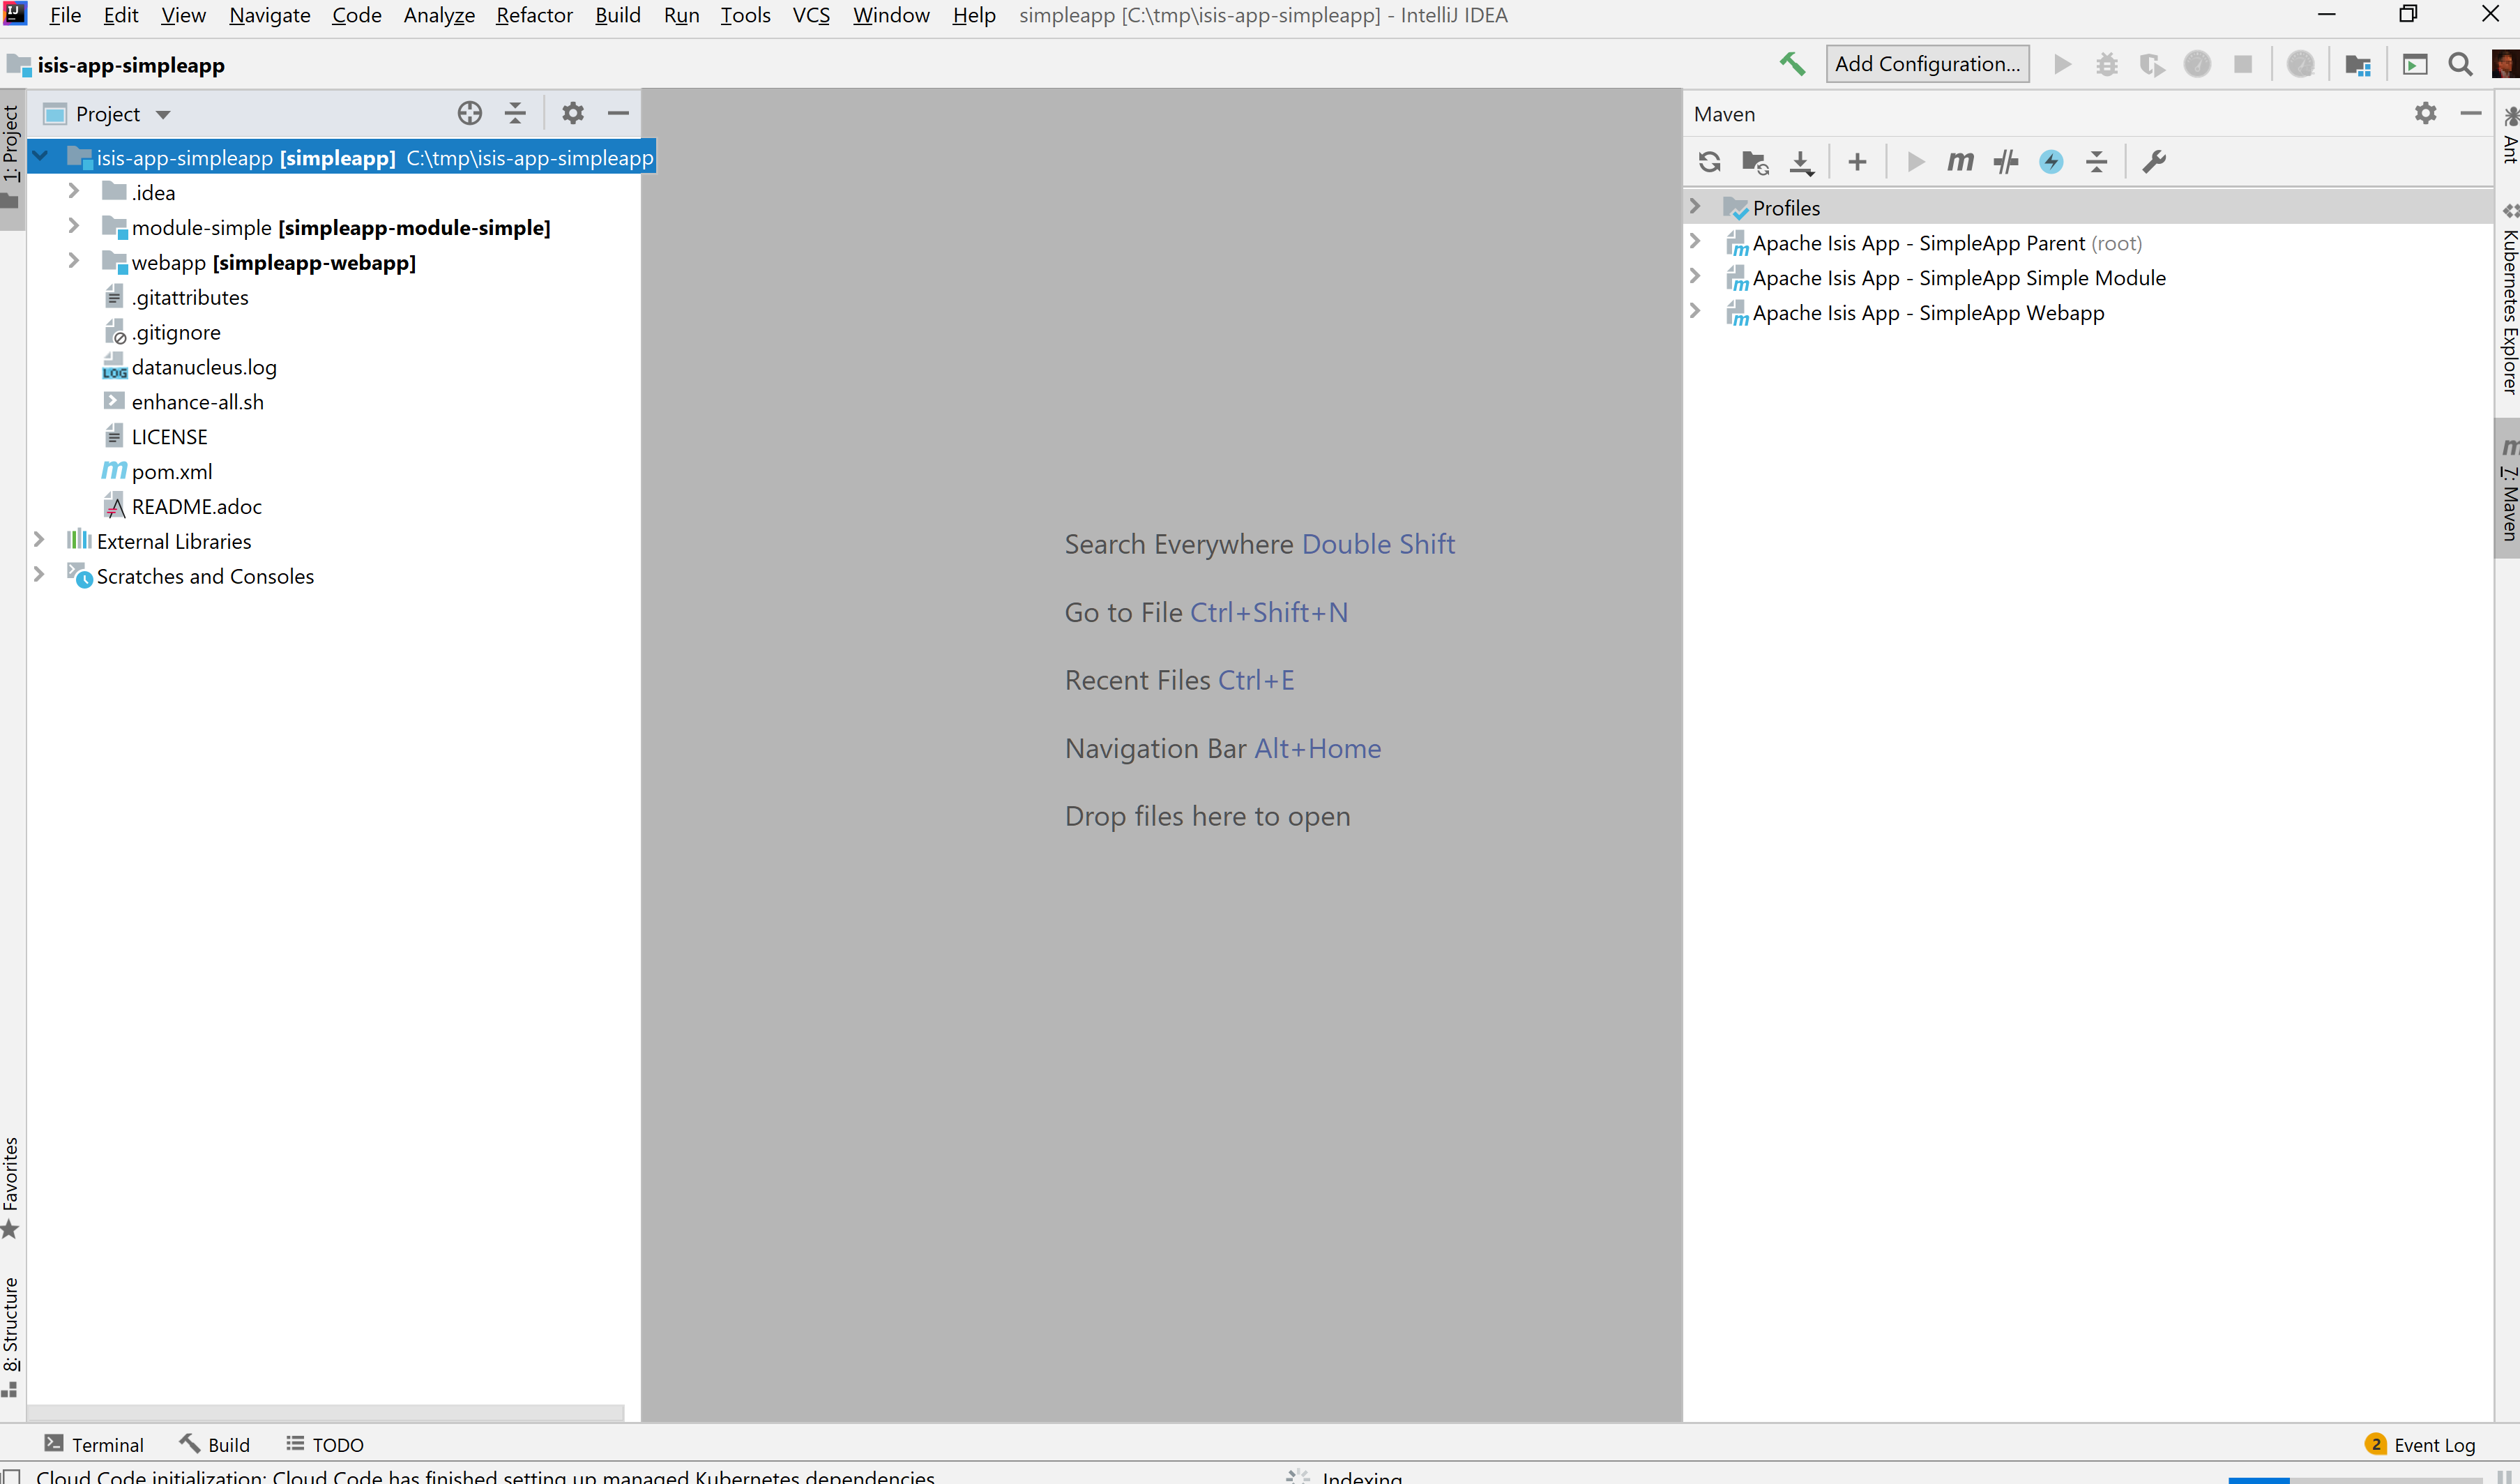 File Edit View Navigate Code Analyze Refactor Build Run Tools VCS Window Help simpleapp [C:\tmp\isis-app-simpleapp] - IntelliJ IDEA
isis-app-simpleapp
Add Configuration...
1: Project
Project
isis-app-simpleapp [simpleapp] C:\tmp\isis-app-simpleapp
.idea
module-simple [simpleapp-module-simple]
webapp [simpleapp-webapp]
.gitattributes
.gitignore
LOG datanucleus.log
enhance-all.sh
LICENSE
m pom.xml
README.adoc
External Libraries
Scratches and Consoles
Favorites
8: Structure
Search Everywhere Double Shift
Go to File Ctrl+Shift+N
Recent Files Ctrl+E
Navigation Bar Alt+Home
Drop files here to open
Maven
Profiles
Apache Isis App - SimpleApp Parent (root)
Apache Isis App - SimpleApp Simple Module
Apache Isis App - SimpleApp Webapp
Ant
Kubernetes Explorer
7: Maven
Terminal
Build
TODO
2 Event Log
Cloud Code initialization: Cloud Code has finished setting up managed Kubernetes dependencies
Indexing